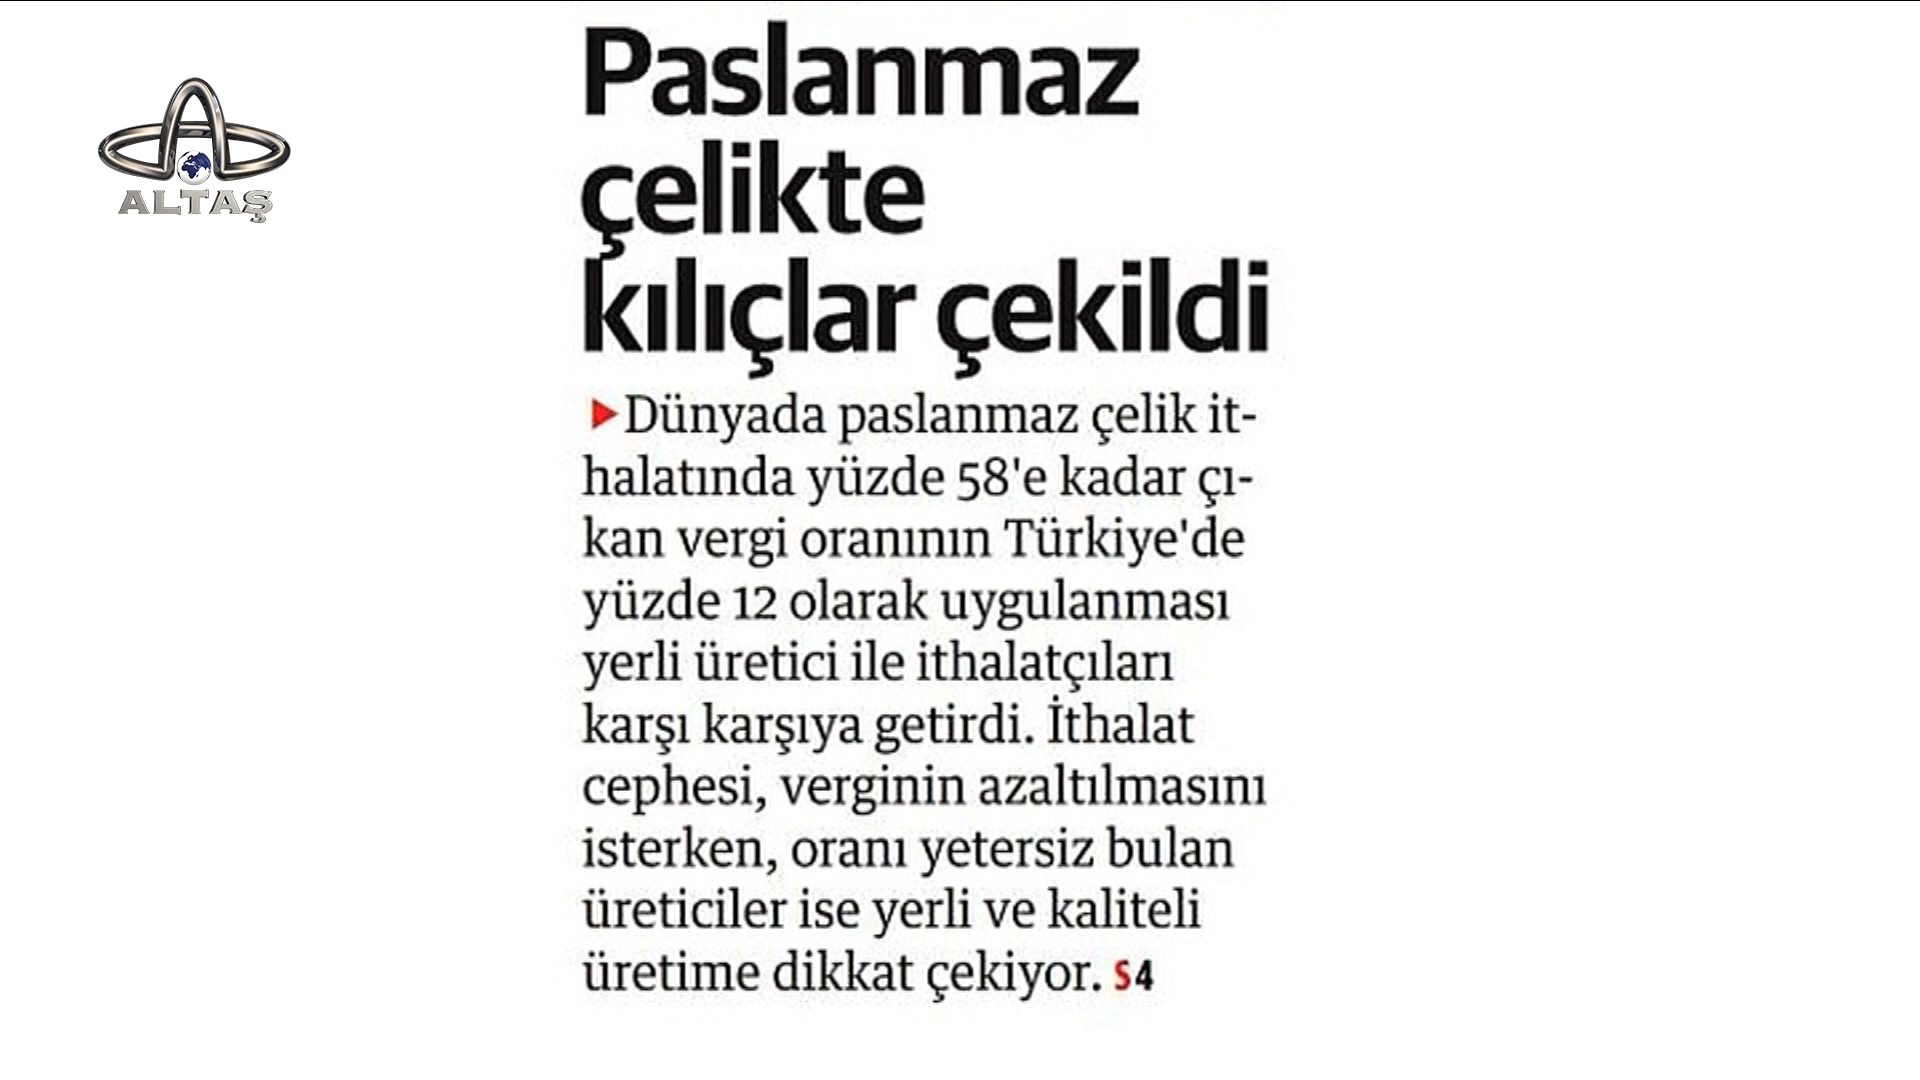 ALTAŞ
Paslanmaz
çelikte
kılıçlar çekildi
Dünyada paslanmaz çelik it-
halatında yüzde 58'e kadar çı-
kan vergi oranının Türkiye'de
yüzde 12 olarak uygulanması
yerli üretici ile ithalatçıları
karşı karşıya getirdi. İthalat
cephesi, verginin azaltılmasını
isterken, oranı yetersiz bulan
üreticiler ise yerli ve kaliteli
üretime dikkat çekiyor. S4